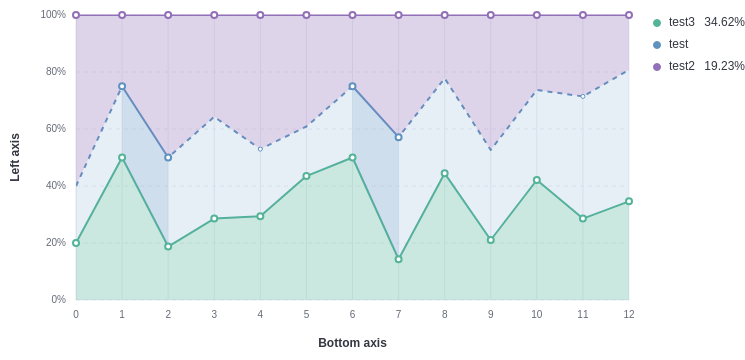 100%
80%
60%
40%
20%
0%
Left axis
0 1 2 3 4 5 6 7 8 9 10 11 12
Bottom axis
test3 34.62%
test
test2 19.23%